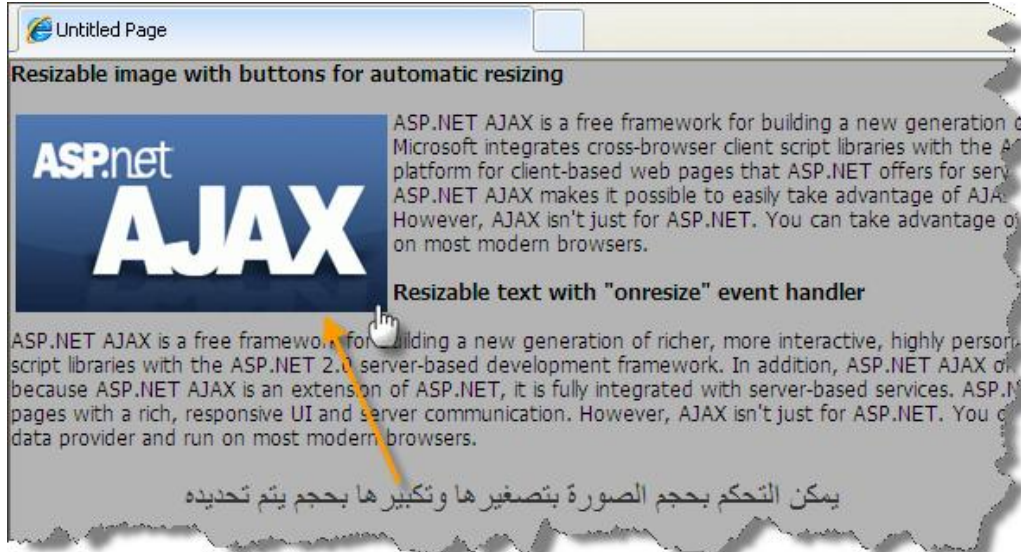 Untitled Page
Resizable image with buttons for automatic resizing
ASP.net
AJAX
ASP.NET AJAX is a free framework for building a new generation
Microsoft integrates cross-browser client script libraries with the
platform for client-based web pages that ASP.NET offers for
ASP.NET AJAX makes it possible to easily take advantage of
However, AJAX isn't just for ASP.NET. You can take advantage
on most modern browsers.
Resizable text with "onresize" event handler
ASP.NET AJAX is a free framework for building a new generation of richer, more interactive, highly
script libraries with the ASP.NET 2.0 server-based development framework. In addition, ASP.NET AJAX
because ASP.NET AJAX is an extension of ASP.NET, it is fully integrated with server-based services.
pages with a rich, responsive UI and server communication. However, AJAX isn't just for ASP.NET. You
data provider and run on most modern browsers.
يمكن التحكم بحجم الصورة بتصغيرها وتكبيرها بحجم يتم تحديده